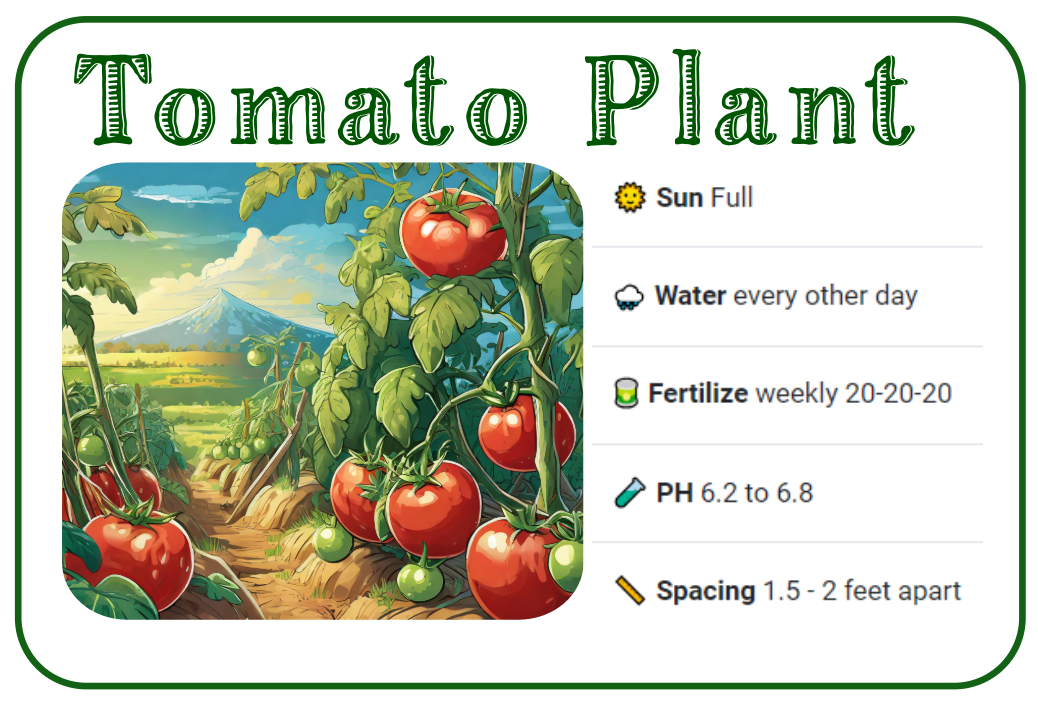 Tomato Plant
Sun Full
Water every other day
Fertilize weekly 20-20-20
PH 6.2 to 6.8
Spacing 1.5 - 2 feet apart